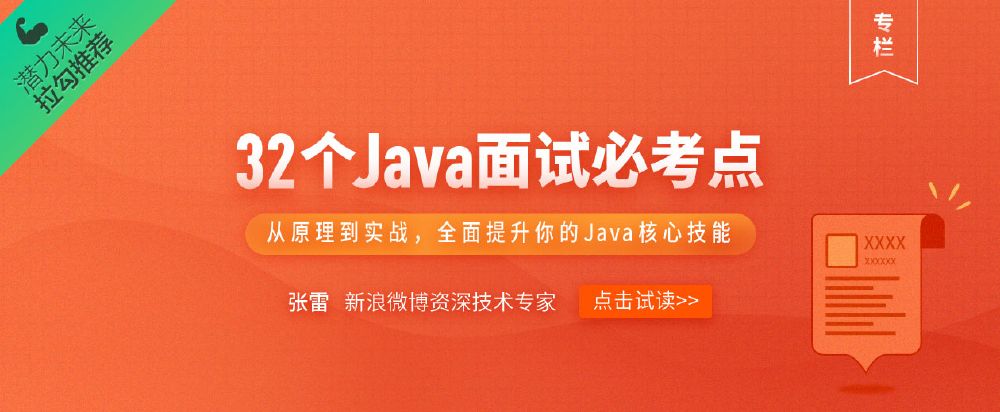 潜力未来
拉勾推荐
专栏
32个Java面试必考点
从原理到实战，全面提升你的Java核心技能
张雷 新浪微博资深技术专家 点击试读>>
XXXX
xxxxxx